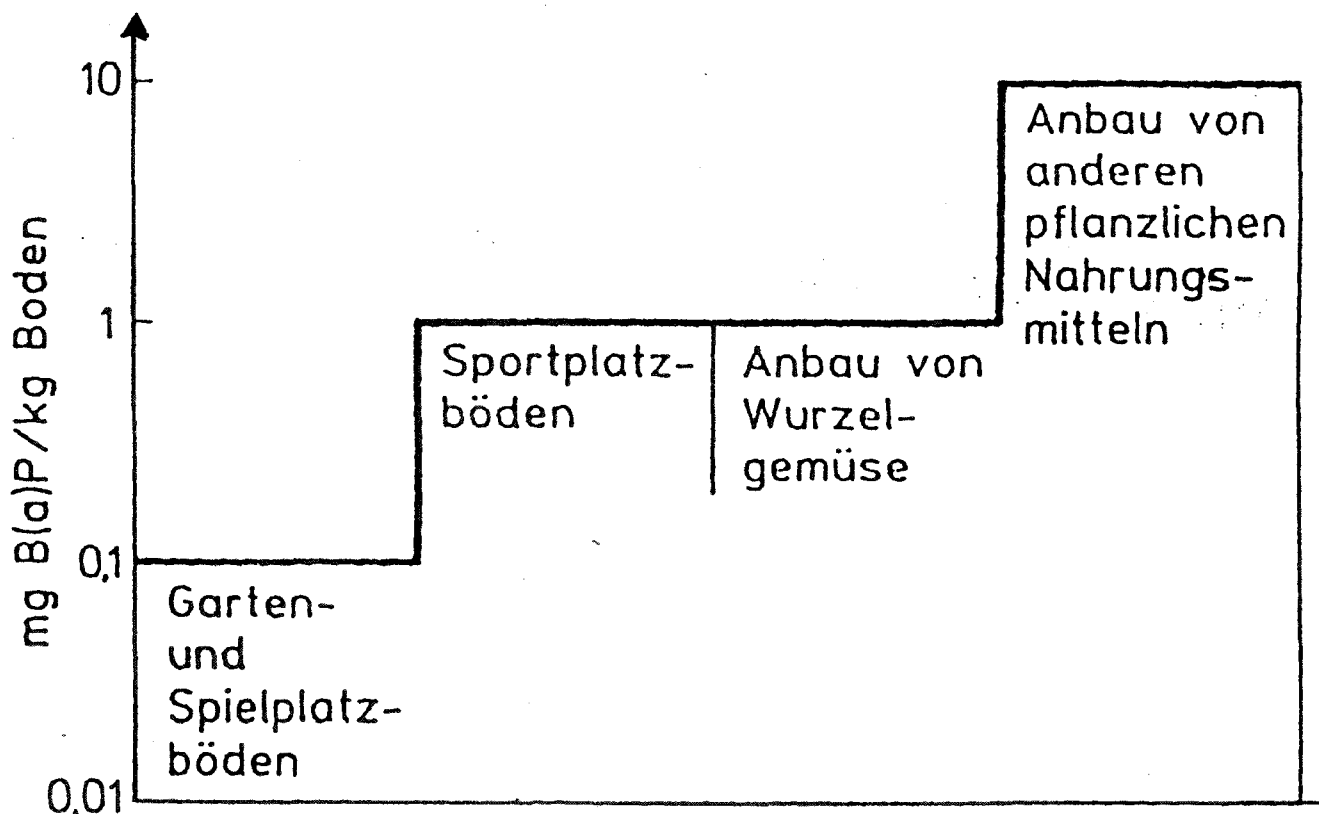 mg B(a)P/kg Boden
10
1
0,1
0,01
Garten-
und
Spielplatz-
böden
Sportplatz-
böden
Anbau von
Wurzel-
gemüse
Anbau von
anderen
pflanzlichen
Nahrungs-
mitteln